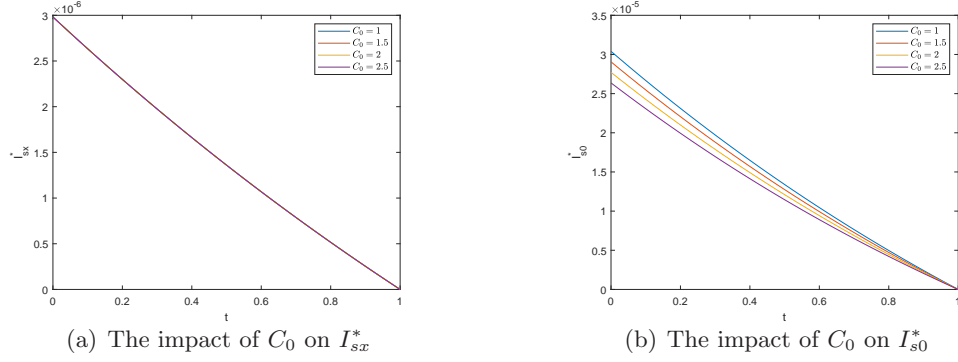 ×10⁻⁶
3
2.5
2
1.5
1
0.5
0
I*sx
0 0.2 0.4 0.6 0.8 1
t
C₀ = 1
C₀ = 1.5
C₀ = 2
C₀ = 2.5
(a) The impact of C₀ on I*sx
×10⁻⁵
3.5
3
2.5
2
1.5
1
0.5
0
I*s0
0 0.2 0.4 0.6 0.8 1
t
C₀ = 1
C₀ = 1.5
C₀ = 2
C₀ = 2.5
(b) The impact of C₀ on I*s0